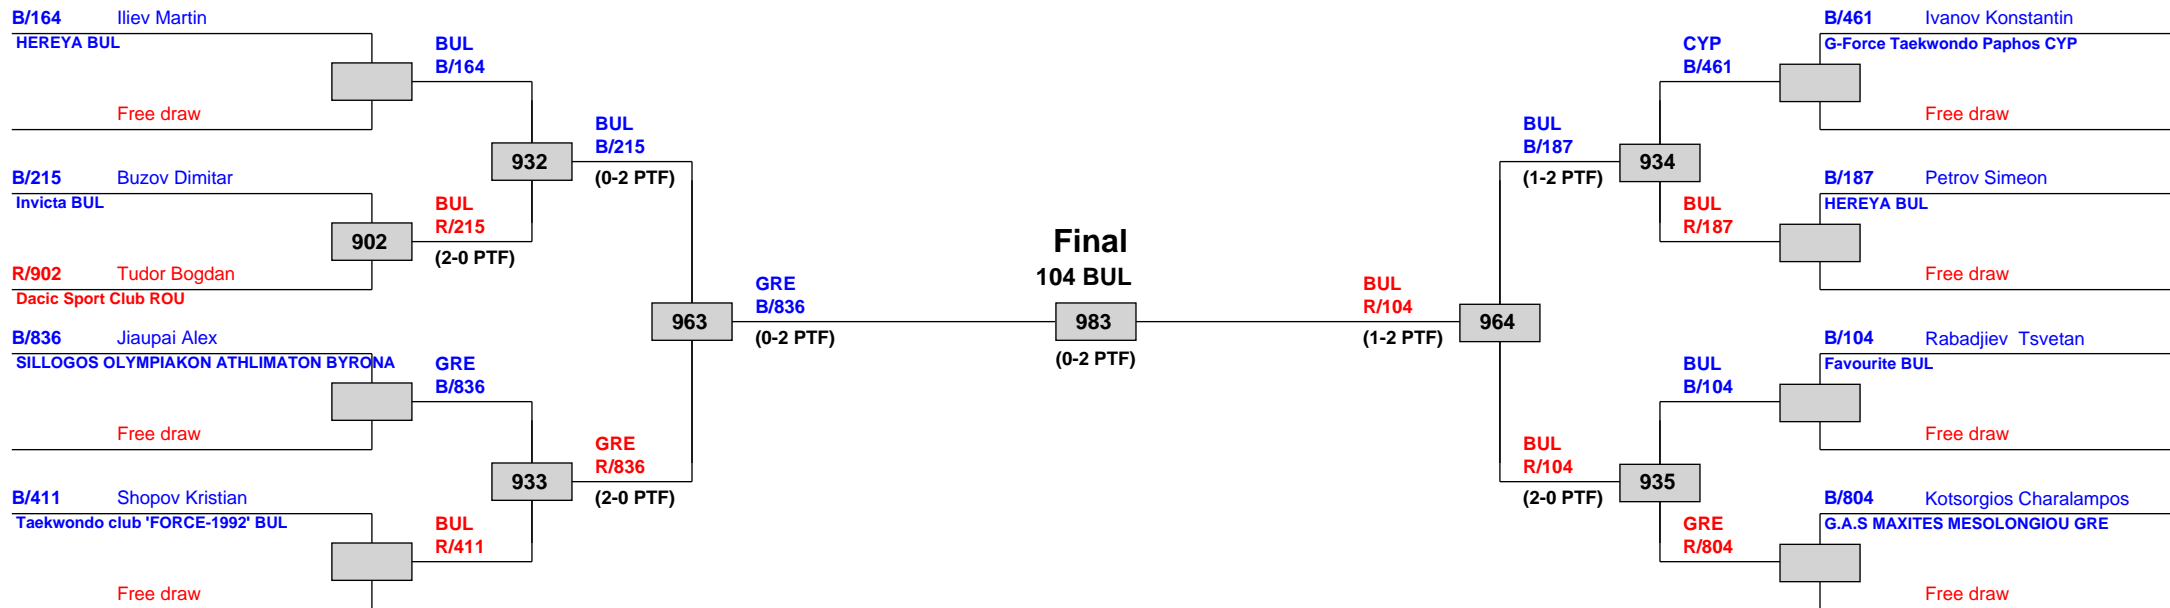 B/164 Iliev Martin
HEREYA BUL
Free draw
B/215 Buzov Dimitar
Invicta BUL
R/902 Tudor Bogdan
Dacic Sport Club ROU
B/836 Jiaupai Alex
SILLOGOS OLYMPIAKON ATHLIMATON BYRONA
Free draw
B/411 Shopov Kristian
Taekwondo club 'FORCE-1992' BUL
Free draw
902
BUL
B/164
BUL
R/215
(2-0 PTF)
GRE
B/836
BUL
R/411
932
933
BUL
B/215
(0-2 PTF)
GRE
R/836
(2-0 PTF)
963
GRE
B/836
(0-2 PTF)
Final
104 BUL
983
(0-2 PTF)
BUL
R/104
(1-2 PTF)
964
BUL
B/187
(1-2 PTF)
BUL
R/104
(2-0 PTF)
934
935
CYP
B/461
BUL
R/187
BUL
B/104
GRE
R/804
B/461 Ivanov Konstantin
G-Force Taekwondo Paphos CYP
Free draw
B/187 Petrov Simeon
HEREYA BUL
Free draw
B/104 Rabadjiev Tsvetan
Favourite BUL
Free draw
B/804 Kotsorgios Charalampos
G.A.S MAXITES MESOLONGIOU GRE
Free draw